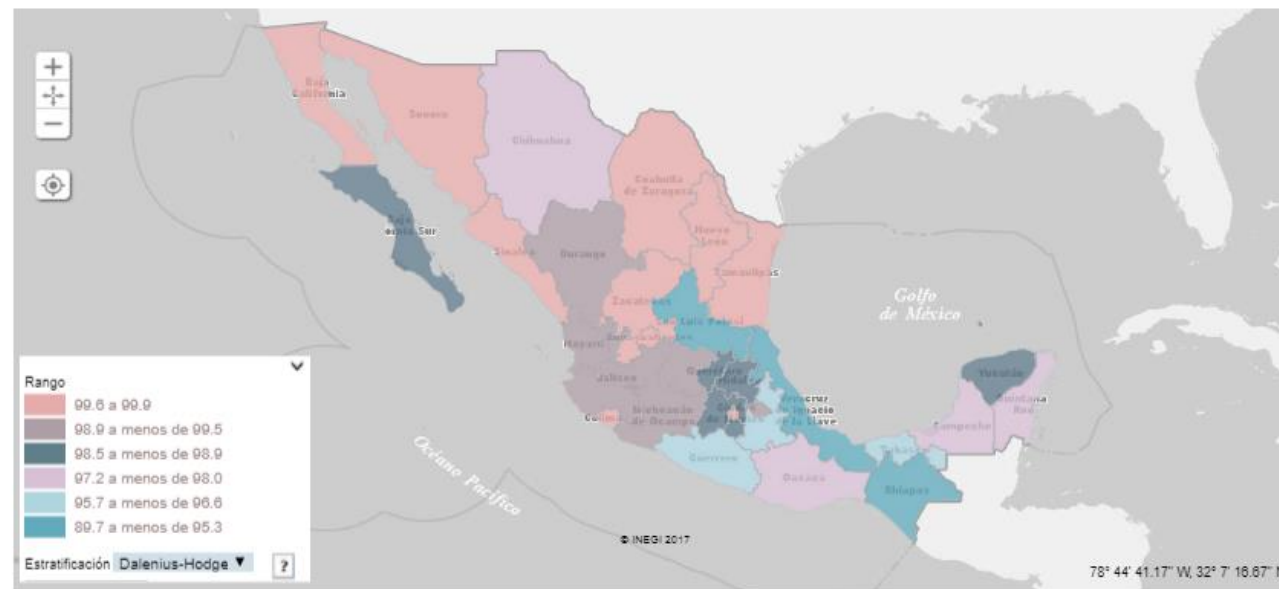 Baja
California
Sonora
Chihuahua
Coahuila
de Zaragoza
Nuevo
León
Tamaulipas
Sinaloa
Durango
Zacatecas
Luis Potosí
Nayarit
Jalisco
Querétaro
Hidalgo
Michoacán
de Ocampo
Veracruz
de Ignacio
de la Llave
Guerrero
Oaxaca
Chiapas
Campeche
Yucatán
Quintana
Roo
Golfo
de México
Océano Pacífico
Rango
99.6 a 99.9
98.9 a menos de 99.5
98.5 a menos de 98.9
97.2 a menos de 98.0
95.7 a menos de 96.6
89.7 a menos de 95.3
Estratificación Dalenius-Hodge ▼ ?
© INEGI 2017
78° 44' 41.17" W, 32° 7' 16.67"